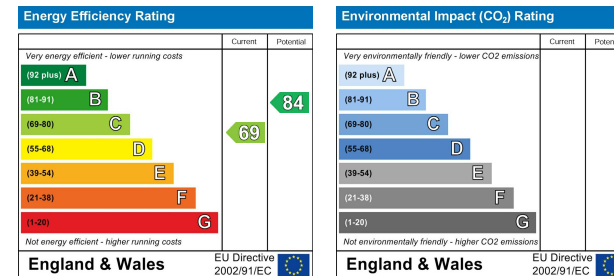 Energy Efficiency Rating
Current Potential
Very energy efficient - lower running costs
(92 plus) A
(81-91) B
84
(69-80) C
69
(55-68) D
(39-54) E
(21-38) F
(1-20) G
Not energy efficient - higher running costs
England & Wales
EU Directive
2002/91/EC
Environmental Impact (CO₂) Rating
Current Poten
Very environmentally friendly - lower CO2 emissions
(92 plus) A
(81-91) B
(69-80) C
(55-68) D
(39-54) E
(21-38) F
(1-20) G
Not environmentally friendly - higher CO2 emissions
England & Wales
EU Directive
2002/91/EC